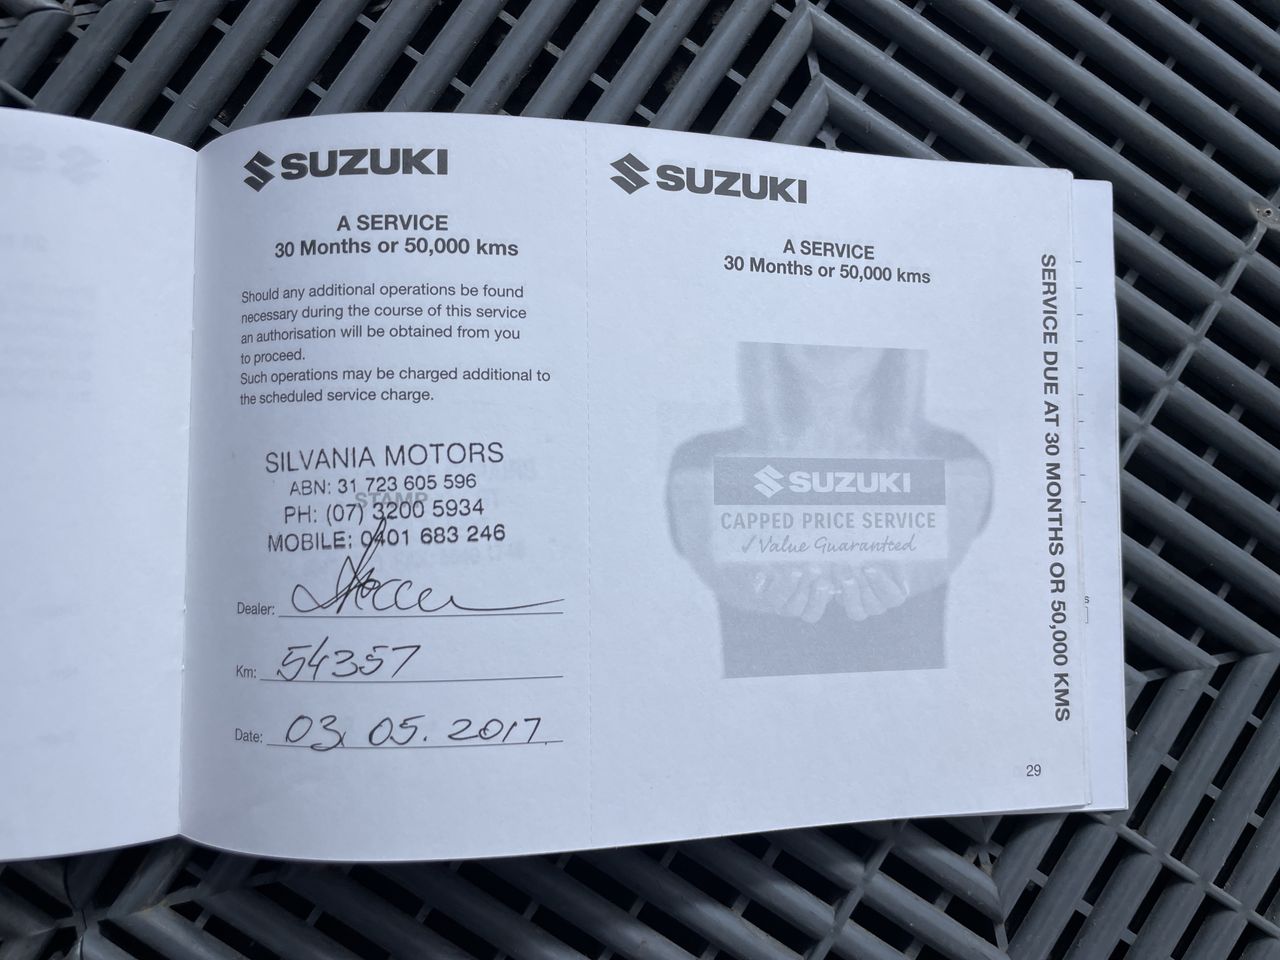 SUZUKI
A SERVICE
30 Months or 50,000 kms
Should any additional operations be found
necessary during the course of this service
an authorisation will be obtained from you
to proceed.
Such operations may be charged additional to
the scheduled service charge.
STAMP
SILVANIA MOTORS
ABN: 31 723 605 596
PH: (07) 3200 5934
MOBILE: 0401 683 246
Dealer:
Km: 54357
Date: 03. 05. 2017.
SUZUKI
A SERVICE
30 Months or 50,000 kms
SUZUKI
CAPPED PRICE SERVICE
✓ Value Guaranteed
SERVICE DUE AT 30 MONTHS OR 50,000 KMS
29